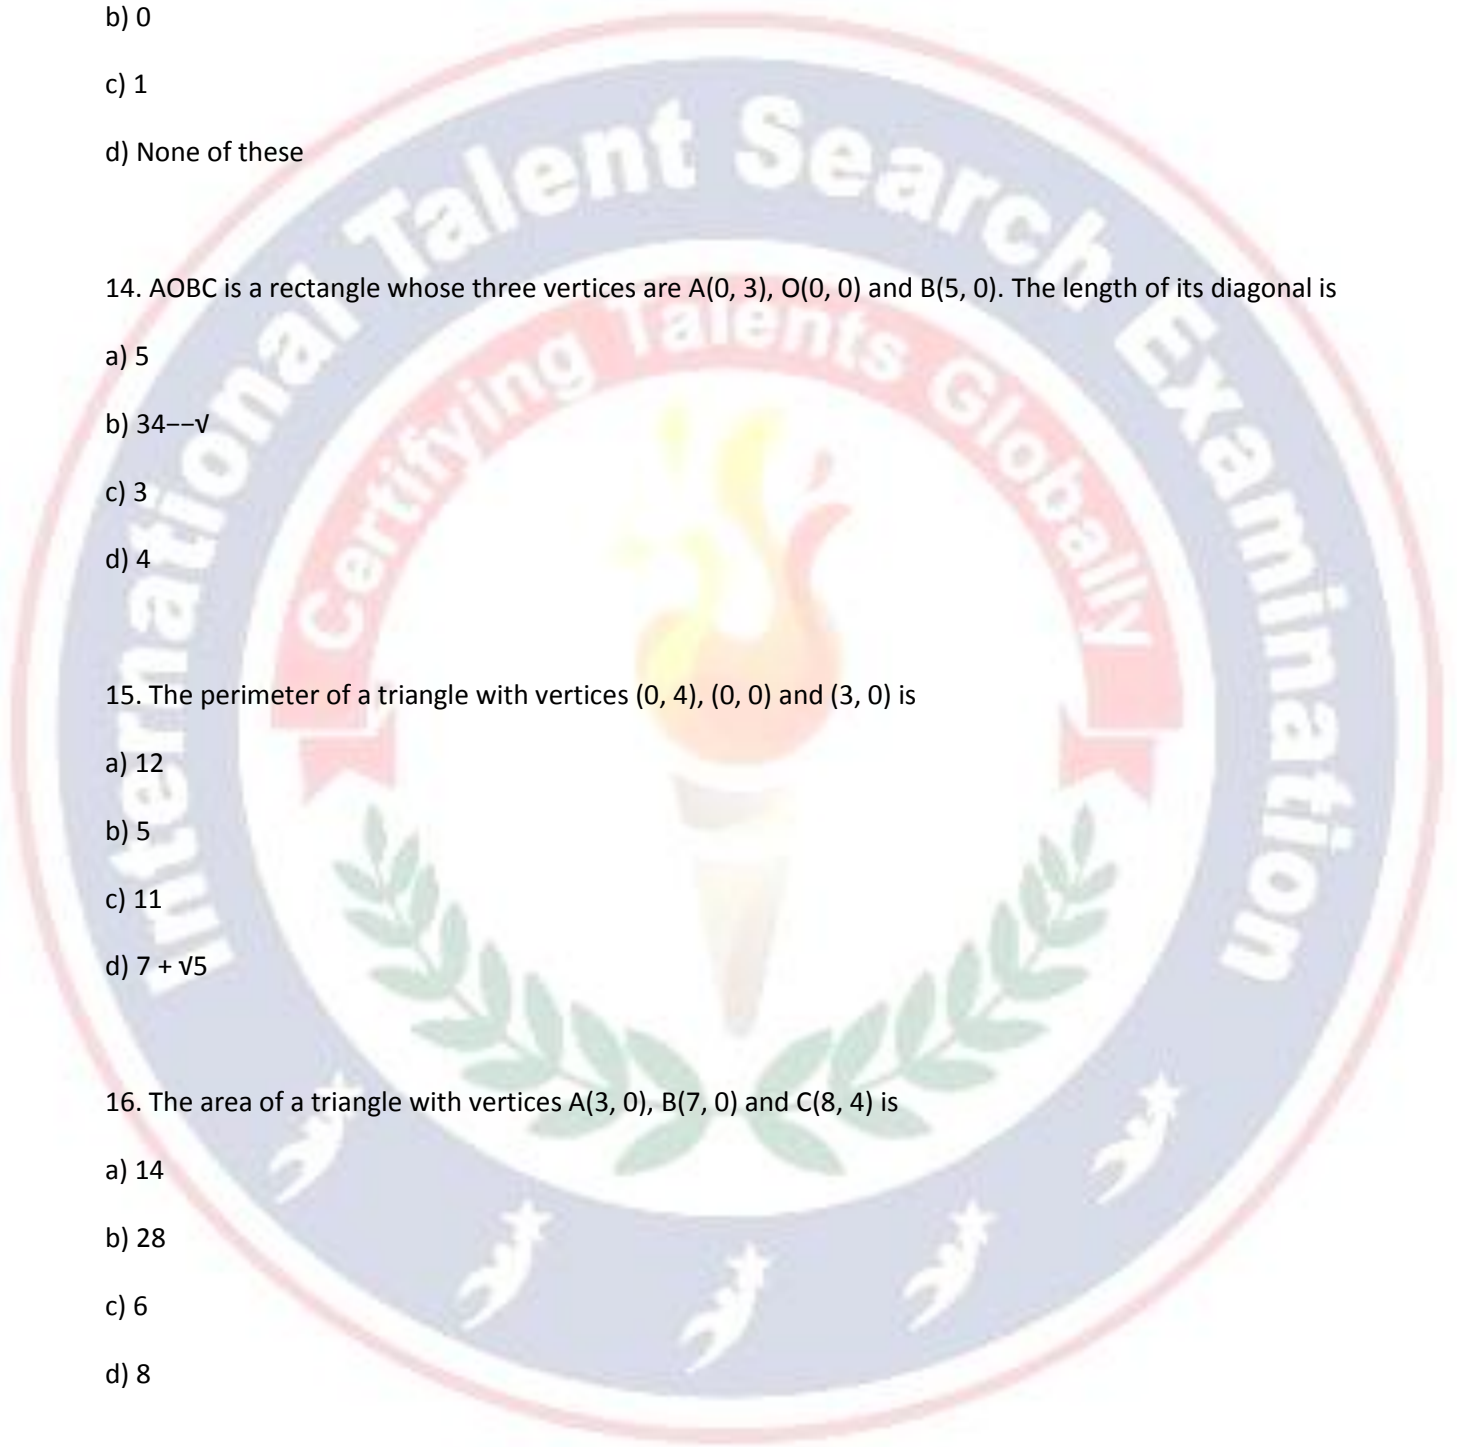 b) 0
c) 1
d) None of these
International Talent Search Examination
Certifying Talents Globally
14. AOBC is a rectangle whose three vertices are A(0, 3), O(0, 0) and B(5, 0). The length of its diagonal is
a) 5
b) 34−−√
c) 3
d) 4
15. The perimeter of a triangle with vertices (0, 4), (0, 0) and (3, 0) is
a) 12
b) 5
c) 11
d) 7 + √5
16. The area of a triangle with vertices A(3, 0), B(7, 0) and C(8, 4) is
a) 14
b) 28
c) 6
d) 8